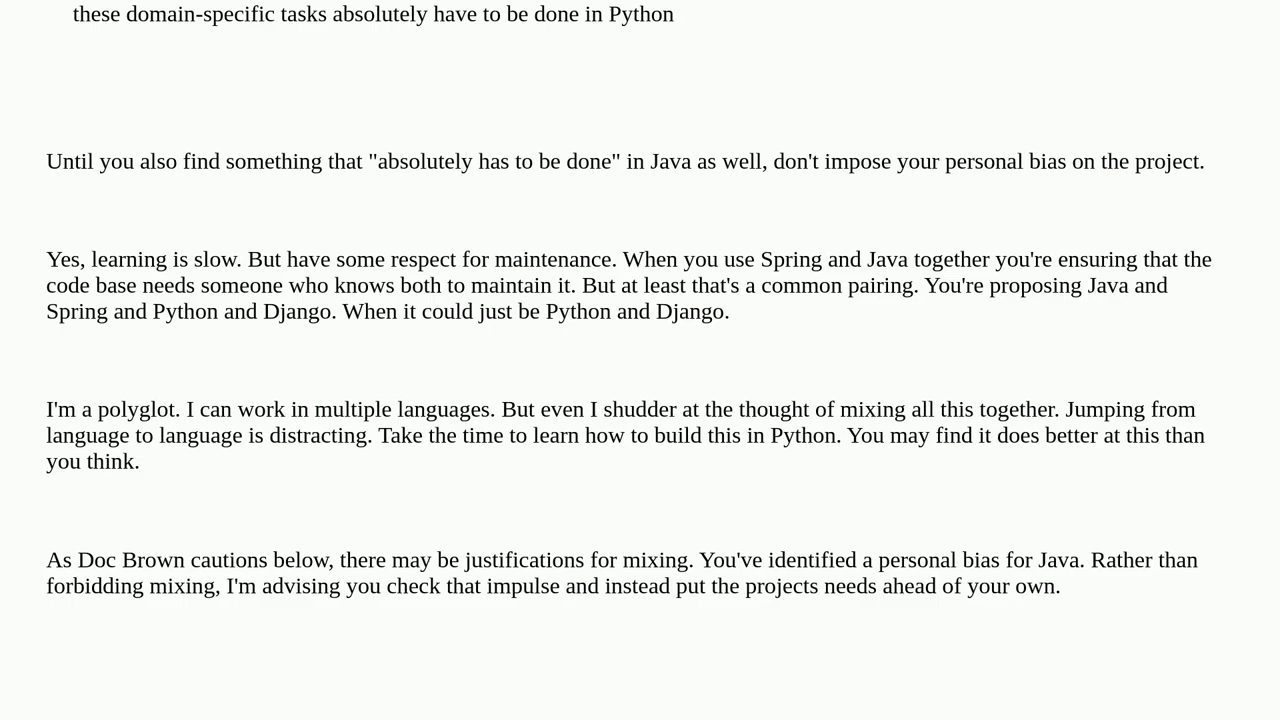 these domain-specific tasks absolutely have to be done in Python
Until you also find something that "absolutely has to be done" in Java as well, don't impose your personal bias on the project.
Yes, learning is slow. But have some respect for maintenance. When you use Spring and Java together you're ensuring that the
code base needs someone who knows both to maintain it. But at least that's a common pairing. You're proposing Java and
Spring and Python and Django. When it could just be Python and Django.
I'm a polyglot. I can work in multiple languages. But even I shudder at the thought of mixing all this together. Jumping from
language to language is distracting. Take the time to learn how to build this in Python. You may find it does better at this than
you think.
As Doc Brown cautions below, there may be justifications for mixing. You've identified a personal bias for Java. Rather than
forbidding mixing, I'm advising you check that impulse and instead put the projects needs ahead of your own.